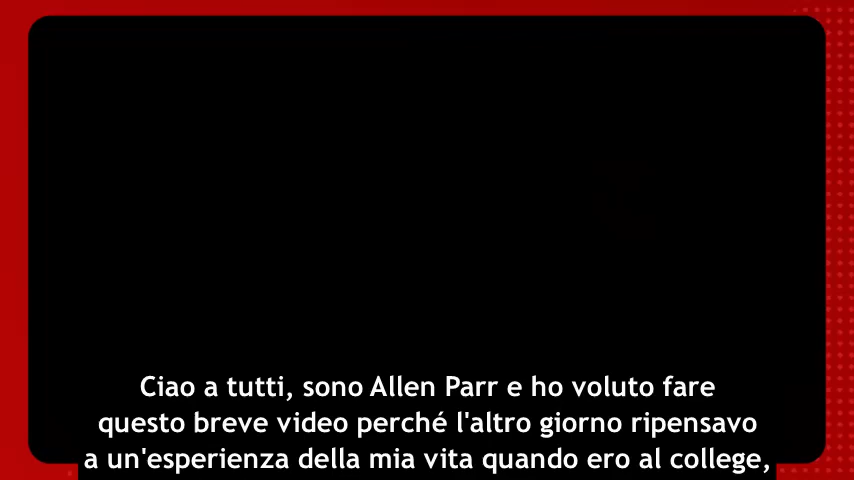 Ciao a tutti, sono Allen Parr e ho voluto fare
questo breve video perché l'altro giorno ripensavo
a un'esperienza della mia vita quando ero al college,